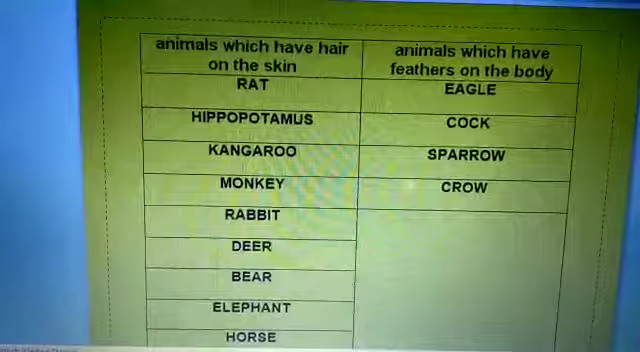 animals which have hair on the skin
animals which have feathers on the body
RAT
EAGLE
HIPPOPOTAMUS
COCK
KANGAROO
SPARROW
MONKEY
CROW
RABBIT
DEER
BEAR
ELEPHANT
HORSE